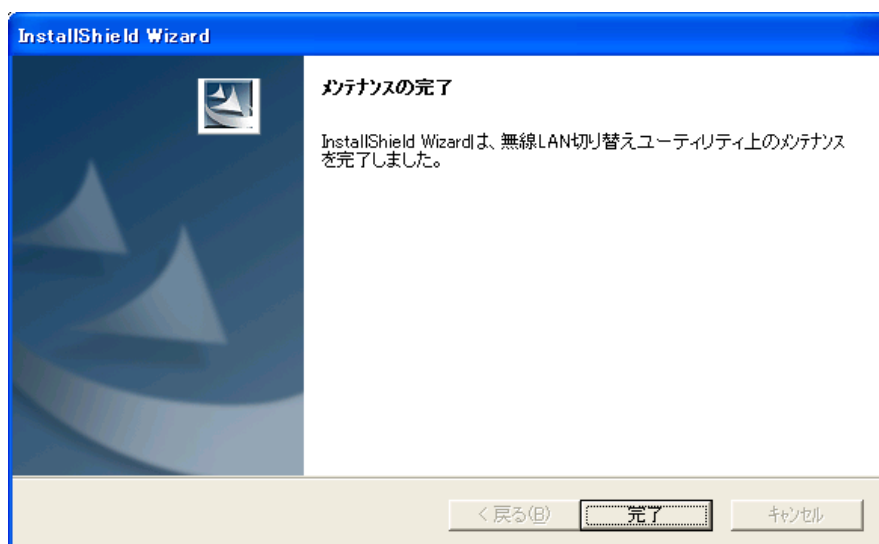 InstallShield Wizard
メンテナンスの完了
InstallShield Wizardは、無線LAN切り替えユーティリティ上のメンテナンス
を完了しました。
< 戻る(B)
完了
キャンセル